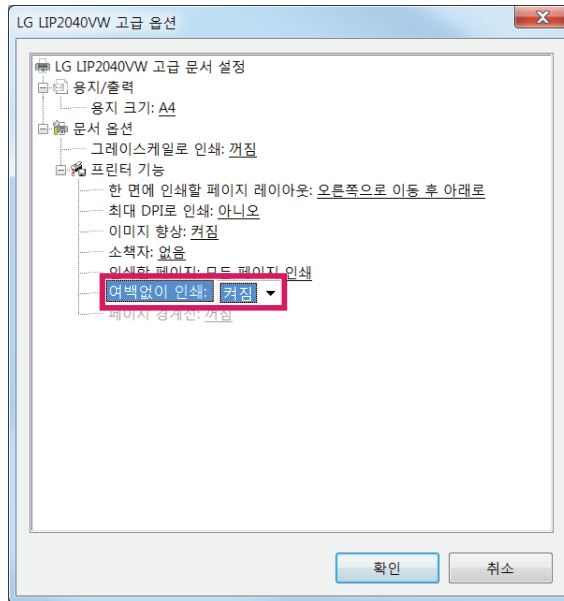 LG LIP2040VW 고급 옵션
LG LIP2040VW 고급 문서 설정
용지/출력
용지 크기: A4
문서 옵션
그레이스케일로 인쇄: 꺼짐
프린터 기능
한 면에 인쇄할 페이지 레이아웃: 오른쪽으로 이동 후 아래로
최대 DPI로 인쇄: 아니오
이미지 향상: 켜짐
소책자: 없음
인쇄할 페이지: 모든 페이지 인쇄
여백없이 인쇄: 켜짐
페이지 경계선: 꺼짐
확인 취소